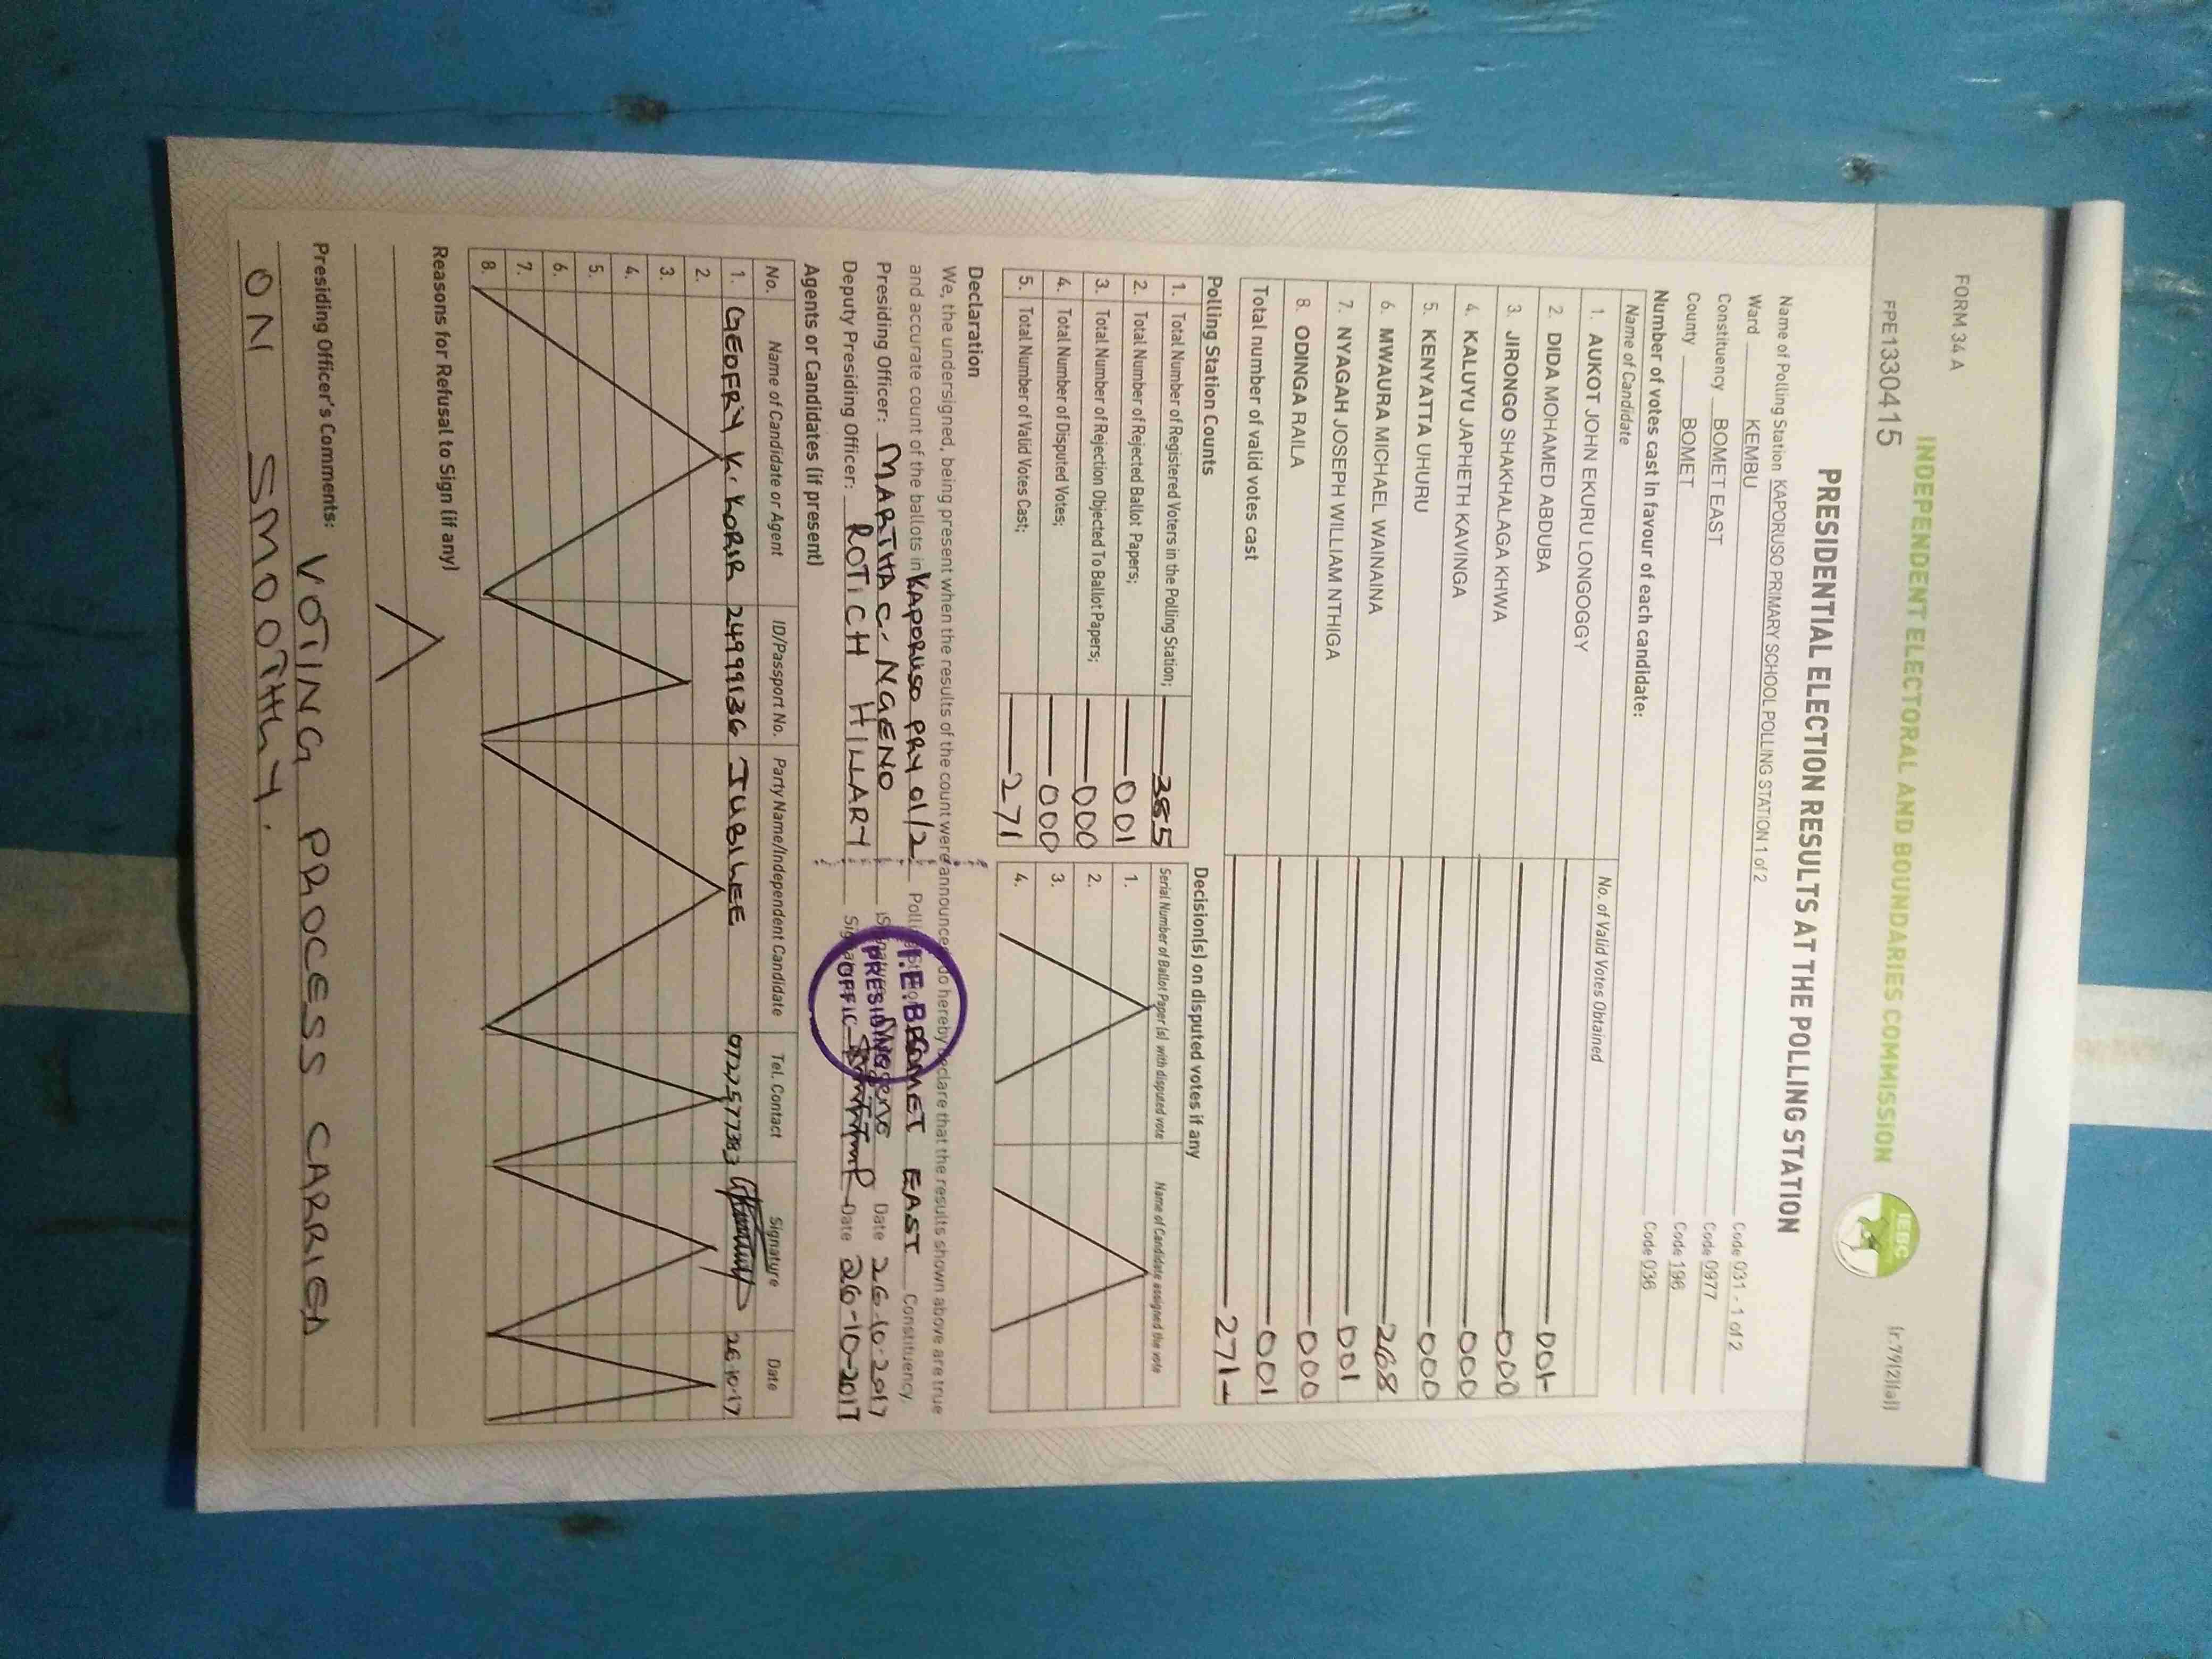 FORM 34 A
(r.79(2)(a))
INDEPENDENT ELECTORAL AND BOUNDARIES COMMISSION
IEBC
FPE1330415
PRESIDENTIAL ELECTION RESULTS AT THE POLLING STATION
Name of Polling Station KAPORUSO PRIMARY SCHOOL POLLING STATION 1 of 2 Code 031 - 1 of 2
Ward KEMBU Code 0977
Constituency BOMET EAST Code 196
County BOMET Code 036
Number of votes cast in favour of each candidate:
Name of Candidate No. of Valid Votes Obtained
1. AUKOT JOHN EKURU LONGOGGY 001
2. DIDA MOHAMED ABDUBA 000
3. JIRONGO SHAKHALAGA KHWA 000
4. KALUYU JAPHETH KAVINGA 000
5. KENYATTA UHURU 268
6. MWAURA MICHAEL WAINAINA 001
7. NYAGAH JOSEPH WILLIAM NTHIGA 000
8. ODINGA RAILA 001
Total number of valid votes cast 271
Polling Station Counts
1. Total Number of Registered Voters in the Polling Station; 385
2. Total Number of Rejected Ballot Papers; 001
3. Total Number of Rejection Objected To Ballot Papers; 000
4. Total Number of Disputed Votes; 000
5. Total Number of Valid Votes Cast; 271
Decision(s) on disputed votes if any
Serial Number of Ballot Paper(s) with disputed vote Name of Candidate assigned the vote
1.
2.
3.
4.
Declaration
We, the undersigned, being present when the results of the count were announced do hereby declare that the results shown above are true
and accurate count of the ballots in KAPORUSO PRY 01/2 Polling Station BOMET EAST Constituency.
Presiding Officer: MARTHA C. NGENO Signature Date 26-10-2017
Deputy Presiding Officer: ROTICH HILLARY Signature Date 26-10-2017
I.E.B.C
PRESIDING
OFFIC
Agents or Candidates (if present)
No. Name of Candidate or Agent ID/Passport No. Party Name/Independent Candidate Tel. Contact Signature Date
1. GEOFRY K. KORIR 24999136 JUBILEE 0722577383 26-10-17
2.
3.
4.
5.
6.
7.
8.
Reasons for Refusal to Sign (if any)
Presiding Officer's Comments: VOTING PROCESS CARRIED
ON SMOOTHLY.